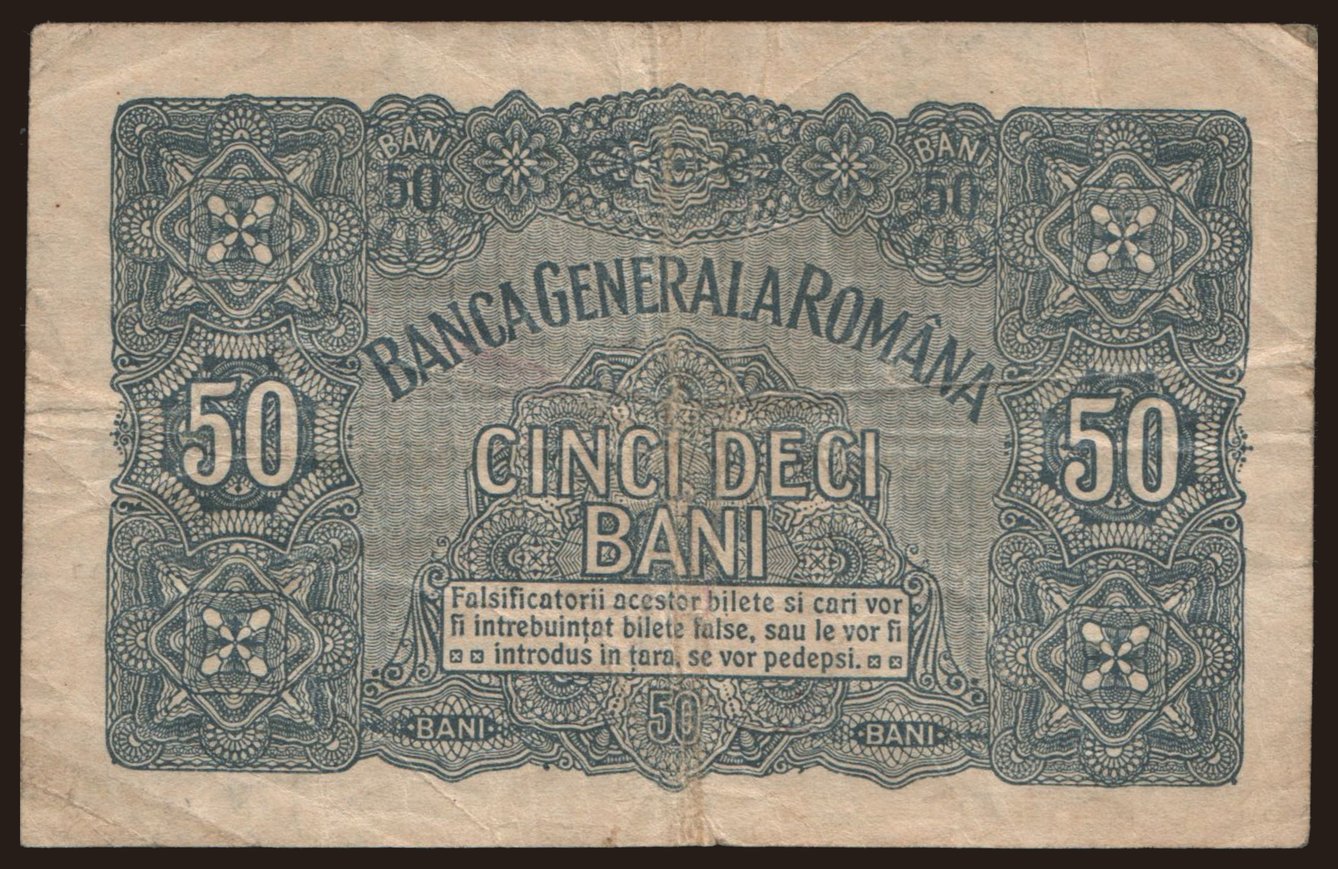 BANI
50
BANI
50
BANCA GENERALA ROMÂNA
50
CINCI DECI
BANI
50
Falsificatorii acestor bilete si cari vor
fi intrebuințat bilete false, sau le vor fi
introdus in țara, se vor pedepsi.
BANI
50
BANI